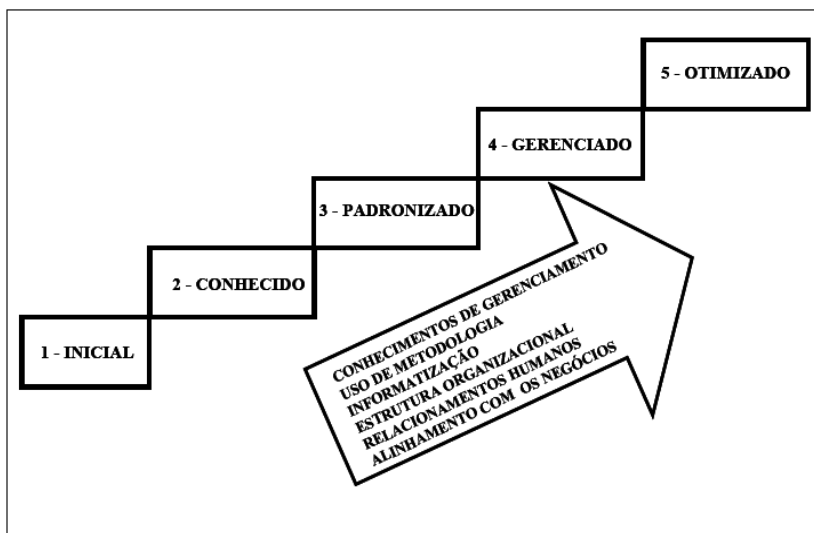 5 - OTIMIZADO
4 - GERENCIADO
3 - PADRONIZADO
2 - CONHECIDO
1 - INICIAL
CONHECIMENTOS DE GERENCIAMENTO
USO DE METODOLOGIA
INFORMATIZAÇÃO
ESTRUTURA ORGANIZACIONAL
RELACIONAMENTOS HUMANOS
ALINHAMENTO COM OS NEGÓCIOS